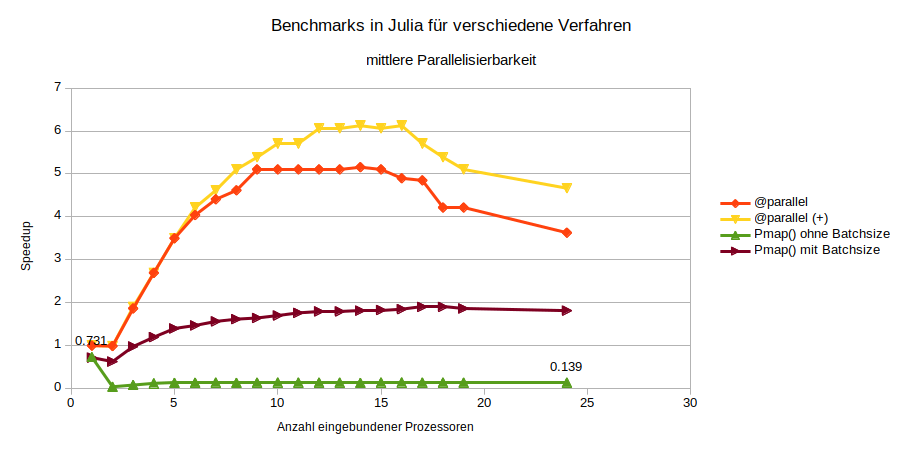 Benchmarks in Julia für verschiedene Verfahren
mittlere Parallelisierbarkeit
7
6
5
4
3
2
1
0
Speedup
0.731
0.139
0 5 10 15 20 25 30
Anzahl eingebundener Prozessoren
@parallel
@parallel (+)
Pmap() ohne Batchsize
Pmap() mit Batchsize